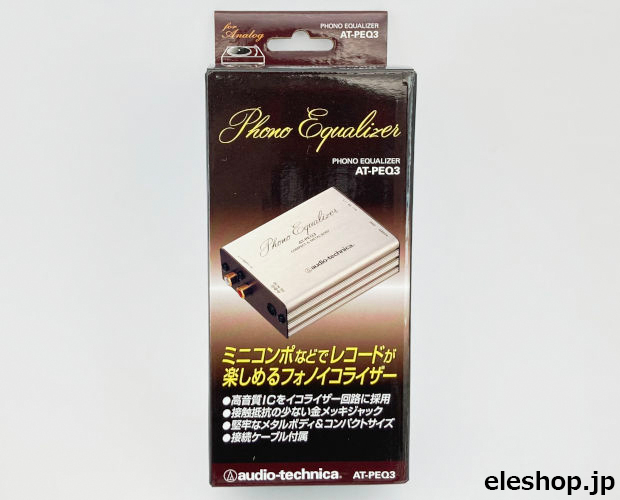 for Analog
PHONO EQUALIZER
AT-PEQ3
Phono Equalizer
PHONO EQUALIZER
AT-PEQ3
Phono Equalizer
AT-PEQ3
audio-technica
ミニコンポなどでレコードが
楽しめるフォノイコライザー
●高音質ICをイコライザー回路に採用
●接触抵抗の少ない金メッキジャック
●堅牢なメタルボディ&コンパクトサイズ
●接続ケーブル付属
audio-technica® AT-PEQ3
eleshop.jp